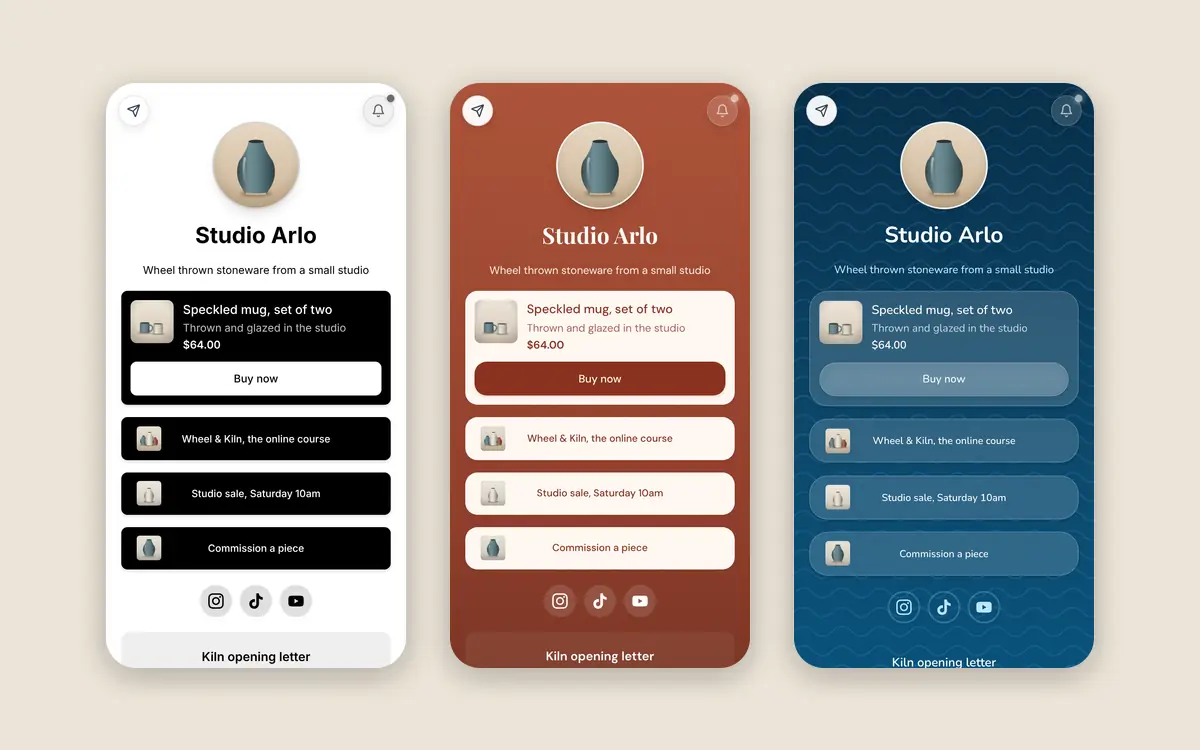 Studio Arlo
Wheel thrown stoneware from a small studio
Speckled mug, set of two
Thrown and glazed in the studio
$64.00
Buy now
Wheel & Kiln, the online course
Studio sale, Saturday 10am
Commission a piece
Kiln opening letter
Studio Arlo
Wheel thrown stoneware from a small studio
Speckled mug, set of two
Thrown and glazed in the studio
$64.00
Buy now
Wheel & Kiln, the online course
Studio sale, Saturday 10am
Commission a piece
Kiln opening letter
Studio Arlo
Wheel thrown stoneware from a small studio
Speckled mug, set of two
Thrown and glazed in the studio
$64.00
Buy now
Wheel & Kiln, the online course
Studio sale, Saturday 10am
Commission a piece
Kiln opening letter